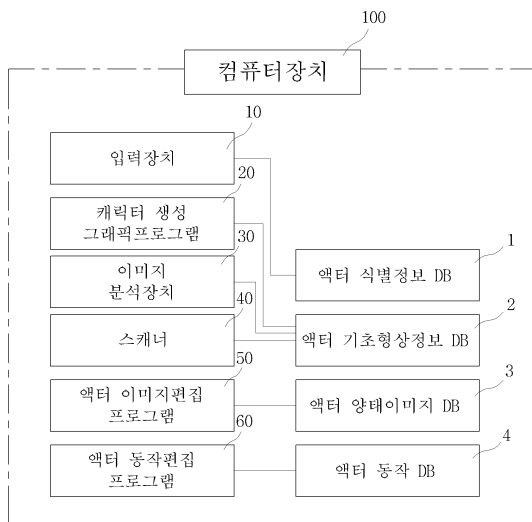 100
컴퓨터장치
10
입력장치
20
캐릭터 생성
그래픽프로그램
30
이미지
분석장치
40
스캐너
50
액터 이미지편집
프로그램
60
액터 동작편집
프로그램
1
액터 식별정보 DB
2
액터 기초형상정보 DB
3
액터 양태이미지 DB
4
액터 동작 DB